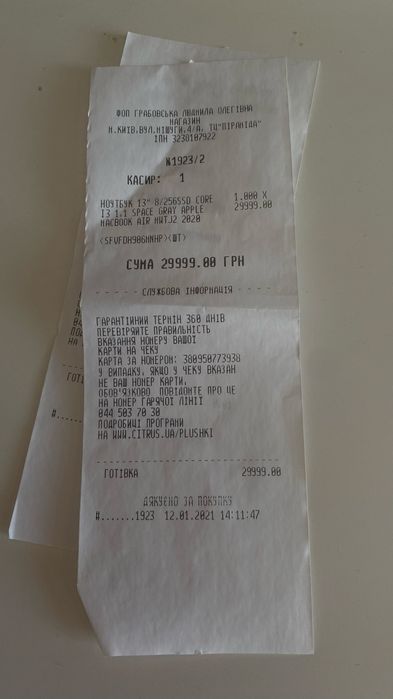 ФОП ГРАБОВСЬКА ЛЮДМИЛА ОЛЕГІВНА
МАГАЗИН
М.КИЇВ,ВУЛ.МІШУГИ,4/А, ТЦ"ПІРАМІДА"
ІПН 3230107922
№1923/2
КАСИР: 1
НОУТБУК 13" 8/256SSD CORE 1.000 X
I3 1.1 SPACE GRAY APPLE 29999.00
MACBOOK AIR MWTJ2 2020
<SFVFDH906MNHP><ШТ>
СУМА 29999.00 ГРН
- - - - - СЛУЖБОВА ІНФОРМАЦІЯ - - - - -
ГАРАНТІЙНИЙ ТЕРМІН 360 ДНІВ
ПЕРЕВІРЯЙТЕ ПРАВИЛЬНІСТЬ
ВКАЗАННЯ НОМЕРУ ВАШОЇ
КАРТИ НА ЧЕКУ
КАРТА ЗА НОМЕРОМ: 380950773938
У ВИПАДКУ, ЯКЩО У ЧЕКУ ВКАЗАН
НЕ ВАШ НОМЕР КАРТИ,
ОБОВ'ЯЗКОВО ПОВІДОМТЕ ПРО ЦЕ
НА НОМЕР ГАРЯЧОЇ ЛІНІЇ
044 503 70 30
ПОДРОБИЦІ ПРОГРАМИ
НА WWW.CITRUS.UA/PLUSHKI
ГОТІВКА 29999.00
ДЯКУЄМО ЗА ПОКУПКУ
#.......1923 12.01.2021 14:11:47
НА
ГОТІ
#...